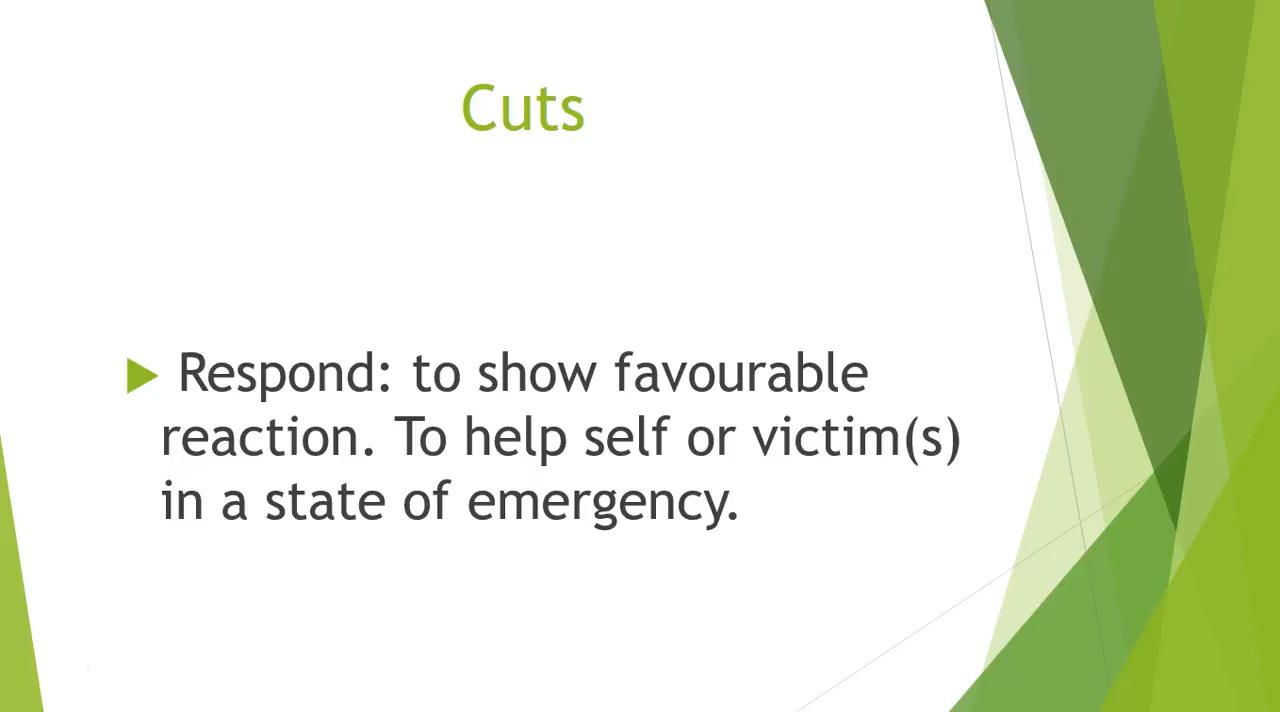 Cuts
Respond: to show favourable
reaction. To help self or victim(s)
in a state of emergency.